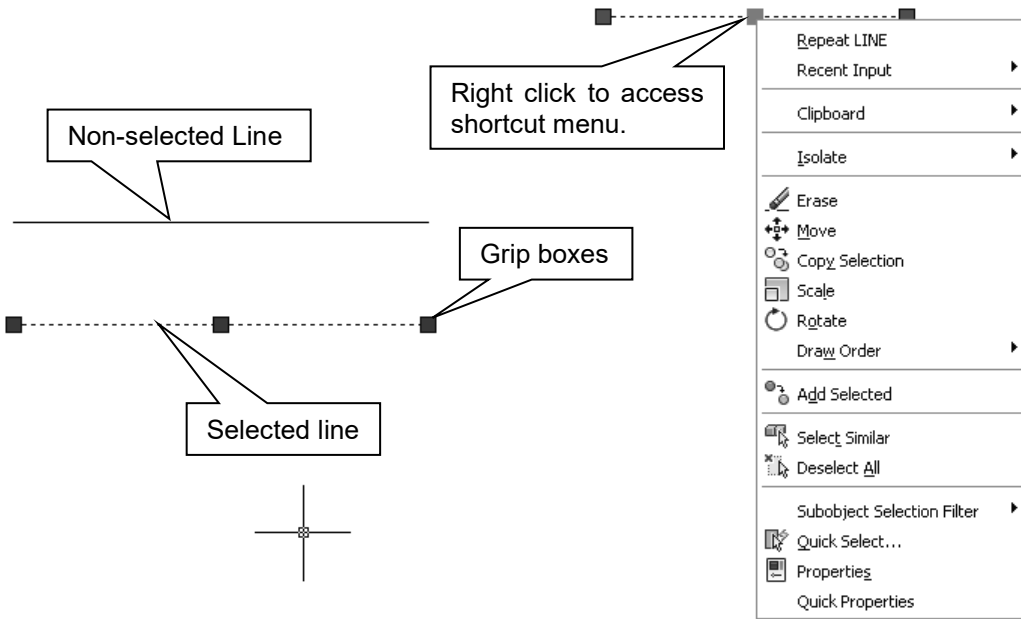 Non-selected Line
Grip boxes
Selected line
Right click to access
shortcut menu.
Repeat LINE
Recent Input
Clipboard
Isolate
Erase
Move
Copy Selection
Scale
Rotate
Draw Order
Add Selected
Select Similar
Deselect All
Subobject Selection Filter
Quick Select...
Properties
Quick Properties